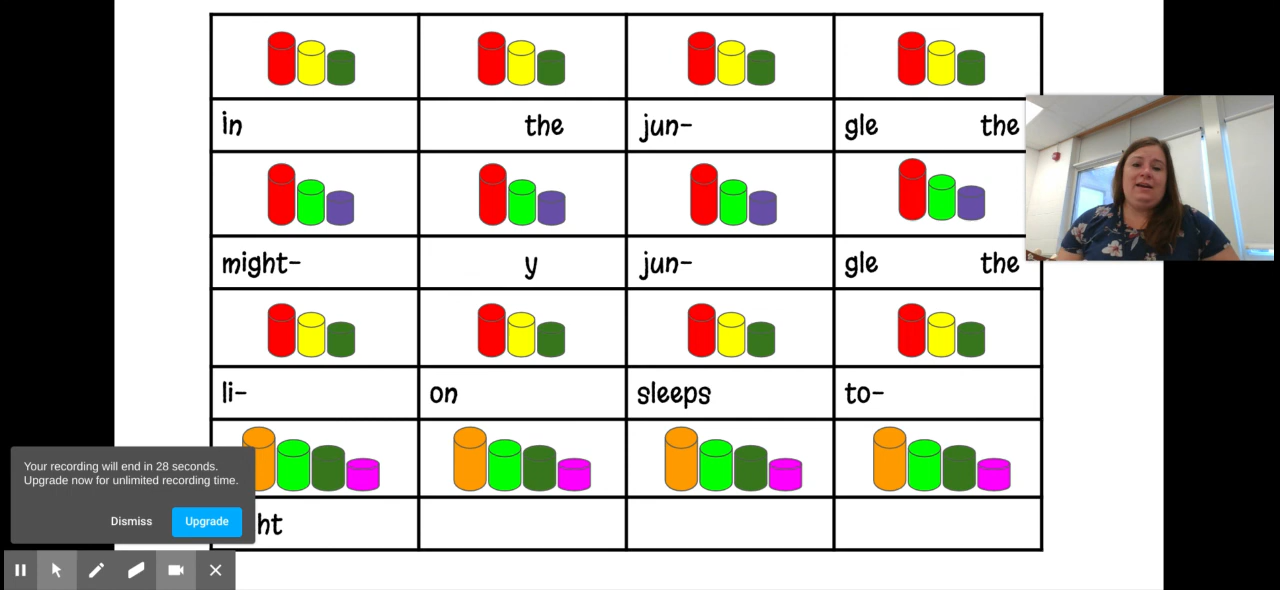 in the jun- gle the
might- y jun- gle the
li- on sleeps to-
Your recording will end in 28 seconds.
Upgrade now for unlimited recording time.
Dismiss Upgrade
ht